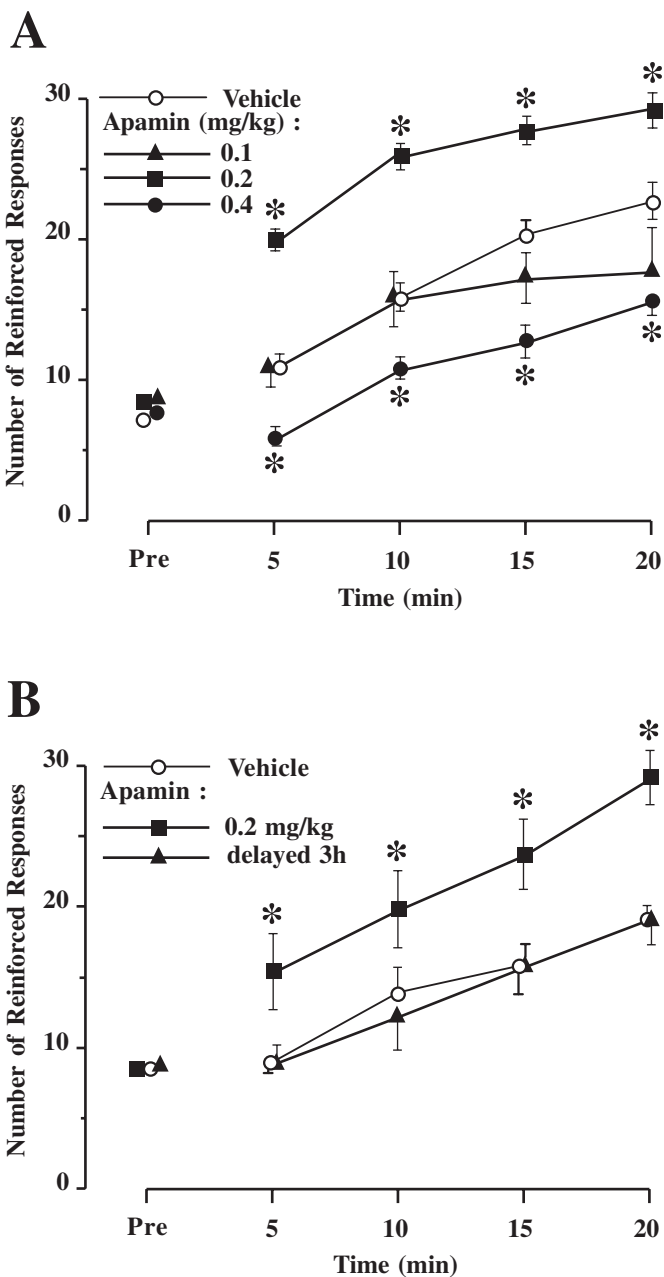 A
Number of Reinforced Responses
30
20
10
0
Vehicle
Apamin (mg/kg) :
0.1
0.2
0.4
*
*
*
*
*
*
*
*
Pre
5
10
15
20
Time (min)
B
Number of Reinforced Responses
30
20
10
0
Vehicle
Apamin :
0.2 mg/kg
delayed 3h
*
*
*
*
Pre
5
10
15
20
Time (min)